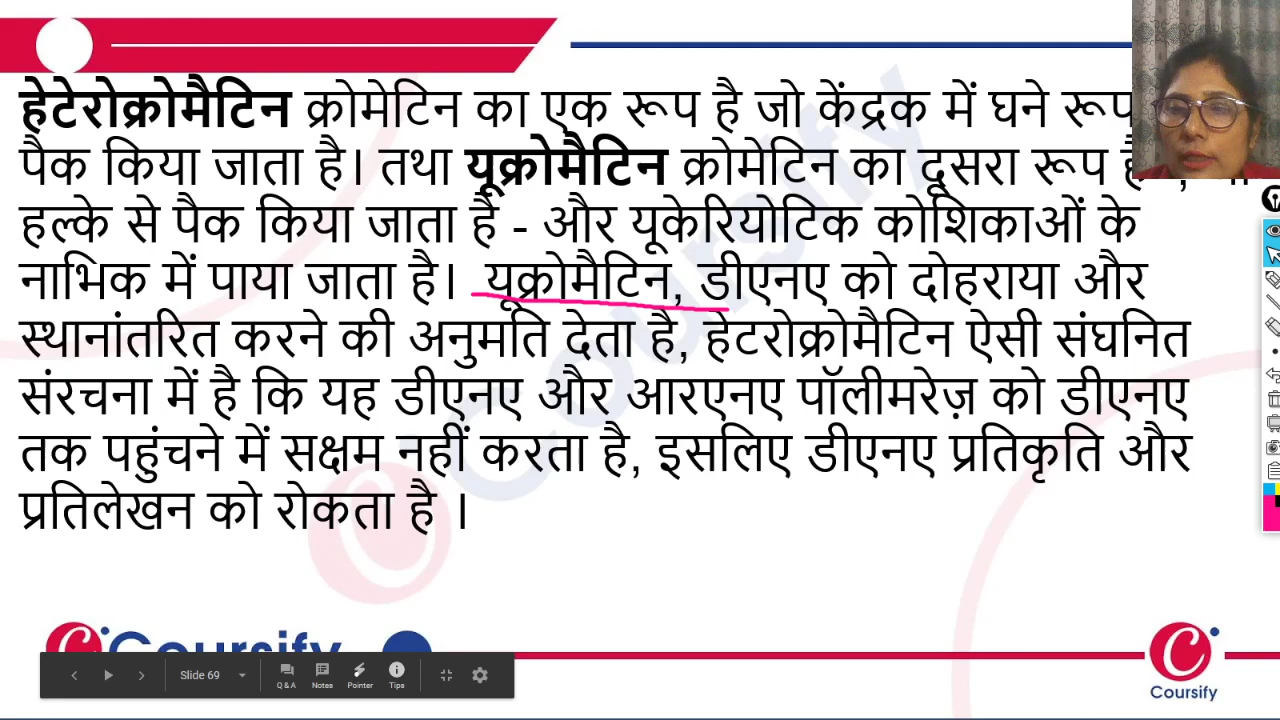 हेटेरोक्रोमैटिन क्रोमेटिन का एक रूप है जो केंद्रक में घने रूप
पैक किया जाता है। तथा यूक्रोमैटिन क्रोमेटिन का दूसरा रूप है
हल्के से पैक किया जाता है - और यूकेरियोटिक कोशिकाओं के
नाभिक में पाया जाता है। यूक्रोमैटिन, डीएनए को दोहराया और
स्थानांतरित करने की अनुमति देता है, हेटरोक्रोमैटिन ऐसी संघनित
संरचना में है कि यह डीएनए और आरएनए पॉलीमरेज़ को डीएनए
तक पहुंचने में सक्षम नहीं करता है, इसलिए डीएनए प्रतिकृति और
प्रतिलेखन को रोकता है ।
Coursify
Coursify
Slide 69
Q & A
Notes
Pointer
Tips
Coursify